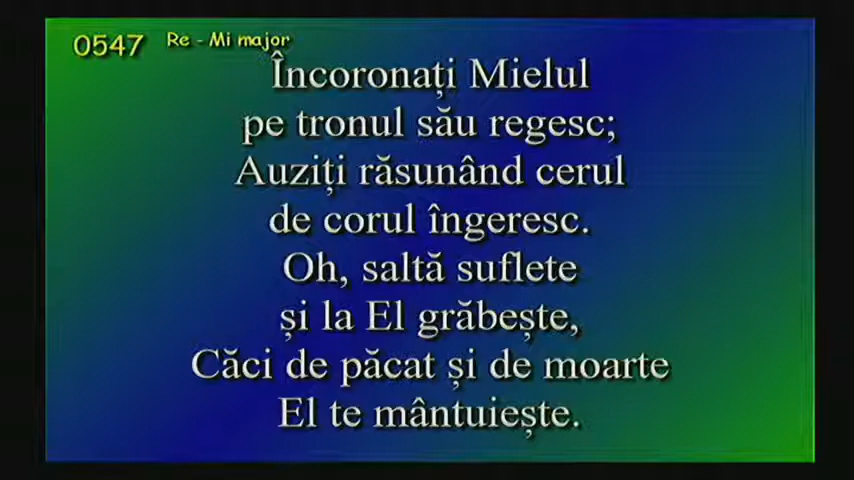 0547 Re - Mi major
Încoronați Mielul
pe tronul său regesc;
Auziți răsunând cerul
de corul îngeresc.
Oh, saltă suflete
și la El grăbește,
Căci de păcat și de moarte
El te mântuiește.